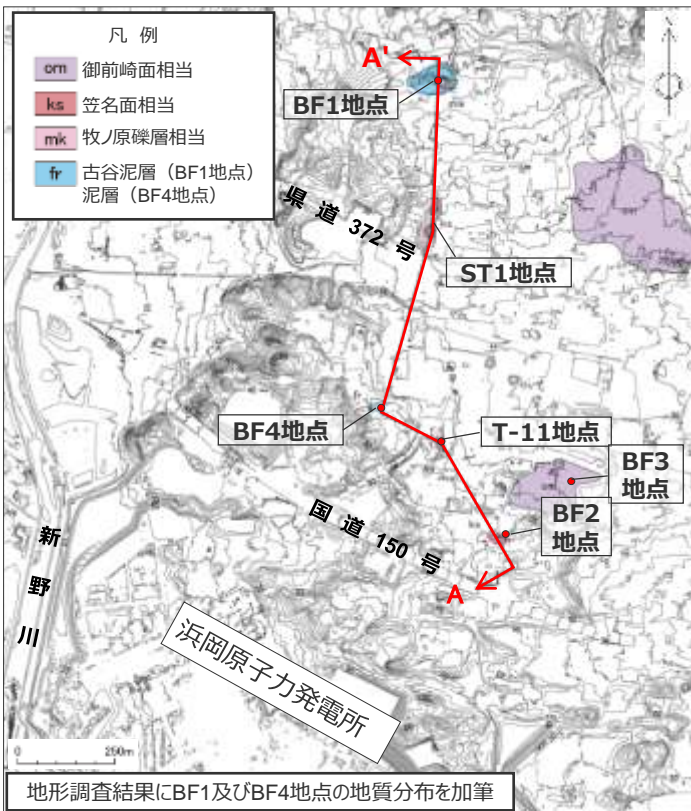 凡 例
om 御前崎面相当
ks 笠名面相当
mk 牧ノ原礫層相当
fr 古谷泥層（BF1地点）
泥層（BF4地点）
N
A'
BF1地点
県道 372 号
ST1地点
BF4地点
T-11地点
BF3
地点
BF2
地点
国道 150 号
A
新野川
浜岡原子力発電所
0 250m
地形調査結果にBF1及びBF4地点の地質分布を加筆